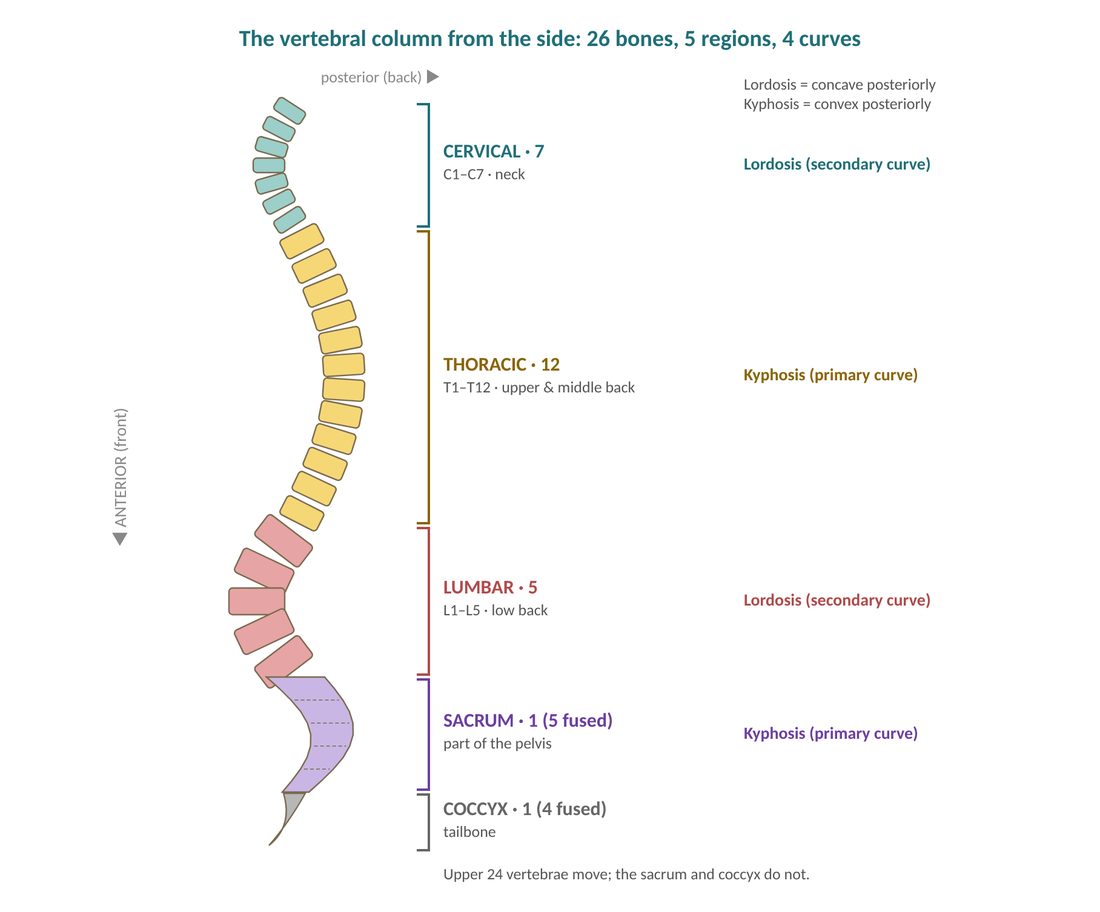 The vertebral column from the side: 26 bones, 5 regions, 4 curves
posterior (back) ▶
Lordosis = concave posteriorly
Kyphosis = convex posteriorly
CERVICAL · 7
C1–C7 · neck
Lordosis (secondary curve)
THORACIC · 12
T1–T12 · upper & middle back
Kyphosis (primary curve)
◀ ANTERIOR (front)
LUMBAR · 5
L1–L5 · low back
Lordosis (secondary curve)
SACRUM · 1 (5 fused)
part of the pelvis
Kyphosis (primary curve)
COCCYX · 1 (4 fused)
tailbone
Upper 24 vertebrae move; the sacrum and coccyx do not.